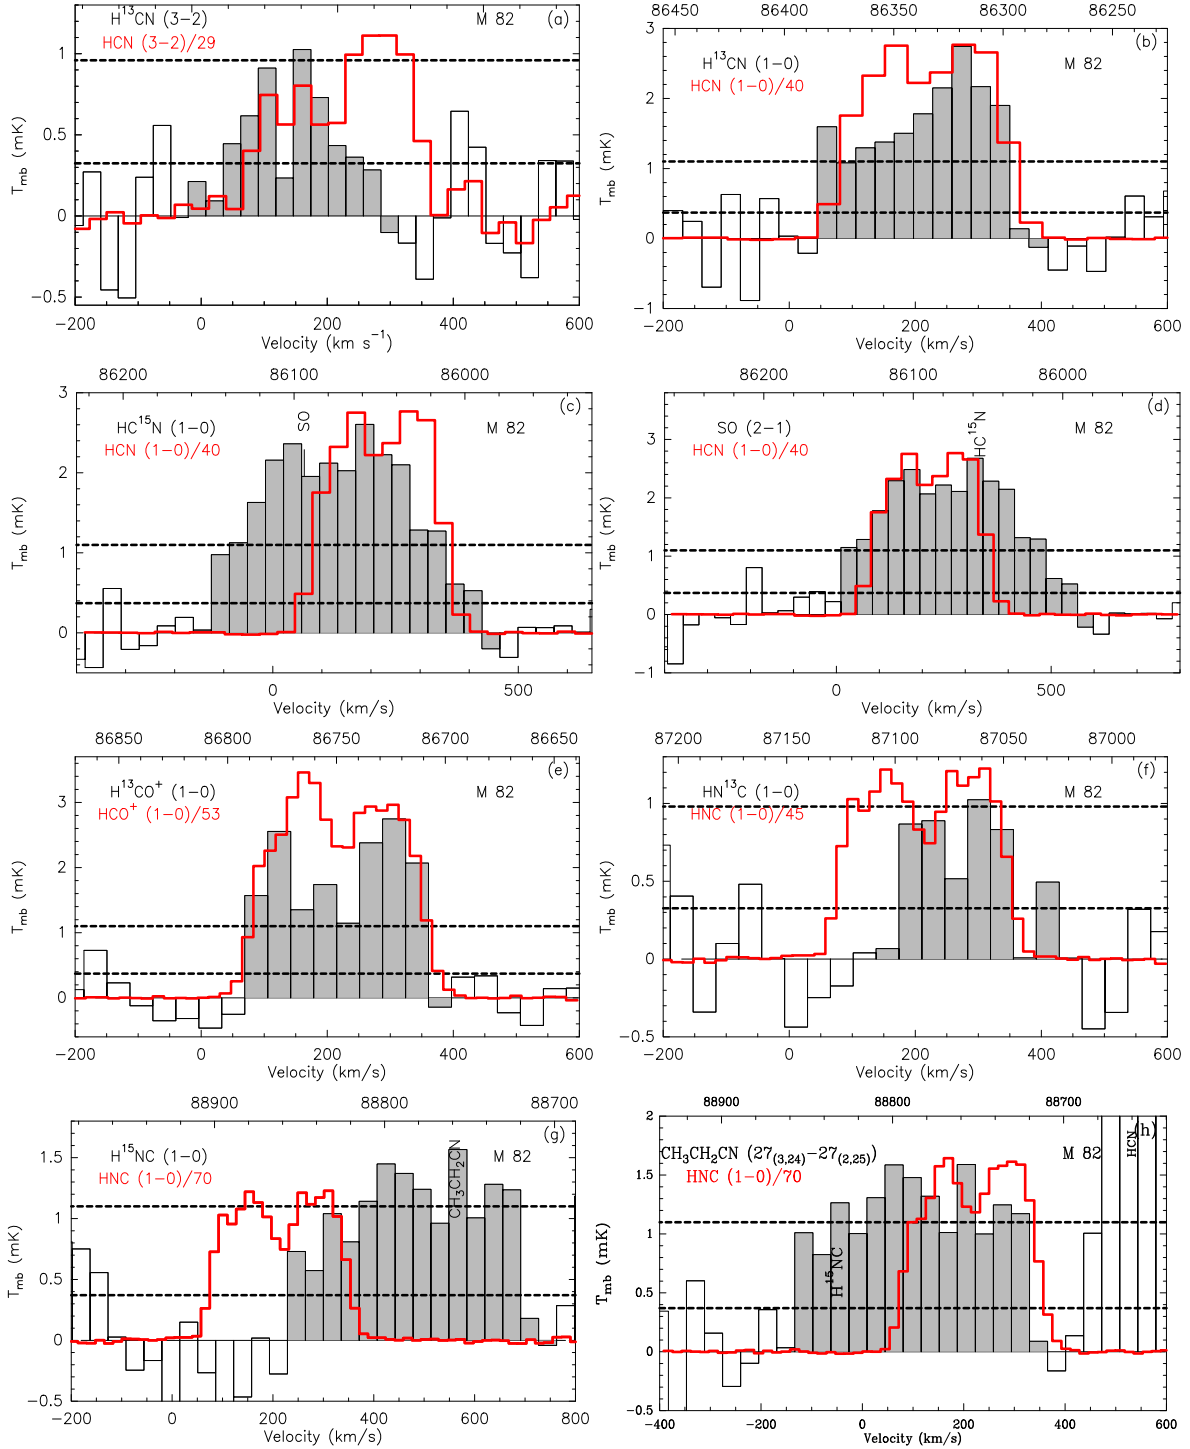 H¹³CN (3−2)
HCN (3−2)/29
M 82
(a)
1
0.5
0
−0.5
T_mb (mK)
−200 0 200 400 600
Velocity (km s⁻¹)
86450 86400 86350 86300 86250
H¹³CN (1−0)
HCN (1−0)/40
M 82
(b)
3
2
1
0
−1
T_mb (mK)
−200 0 200 400 600
Velocity (km/s)
86200 86100 86000
HC¹⁵N (1−0)
HCN (1−0)/40
SO
M 82
(c)
3
2
1
0
T_mb (mK)
0 500
Velocity (km/s)
86200 86100 86000
SO (2−1)
HCN (1−0)/40
HC¹⁵N
M 82
(d)
3
2
1
0
−1
T_mb (mK)
0 500
Velocity (km/s)
86850 86800 86750 86700 86650
H¹³CO⁺ (1−0)
HCO⁺ (1−0)/53
M 82
(e)
3
2
1
0
T_mb (mK)
−200 0 200 400 600
Velocity (km/s)
87200 87150 87100 87050 87000
HN¹³C (1−0)
HNC (1−0)/45
M 82
(f)
1
0.5
0
−0.5
T_mb (mK)
−200 0 200 400 600
Velocity (km/s)
88900 88800 88700
H¹⁵NC (1−0)
HNC (1−0)/70
CH₃CH₂CN
M 82
(g)
1.5
1
0.5
0
−0.5
T_mb (mK)
−200 0 200 400 600 800
Velocity (km/s)
88900 88800 88700
CH₃CH₂CN (27₍₃,₂₄₎−27₍₂,₂₅₎)
HNC (1−0)/70
H¹⁵NC
M 82
HCN
(h)
2
1.5
1
0.5
0
−0.5
T_mb (mK)
−400 −200 0 200 400 600
Velocity (km/s)